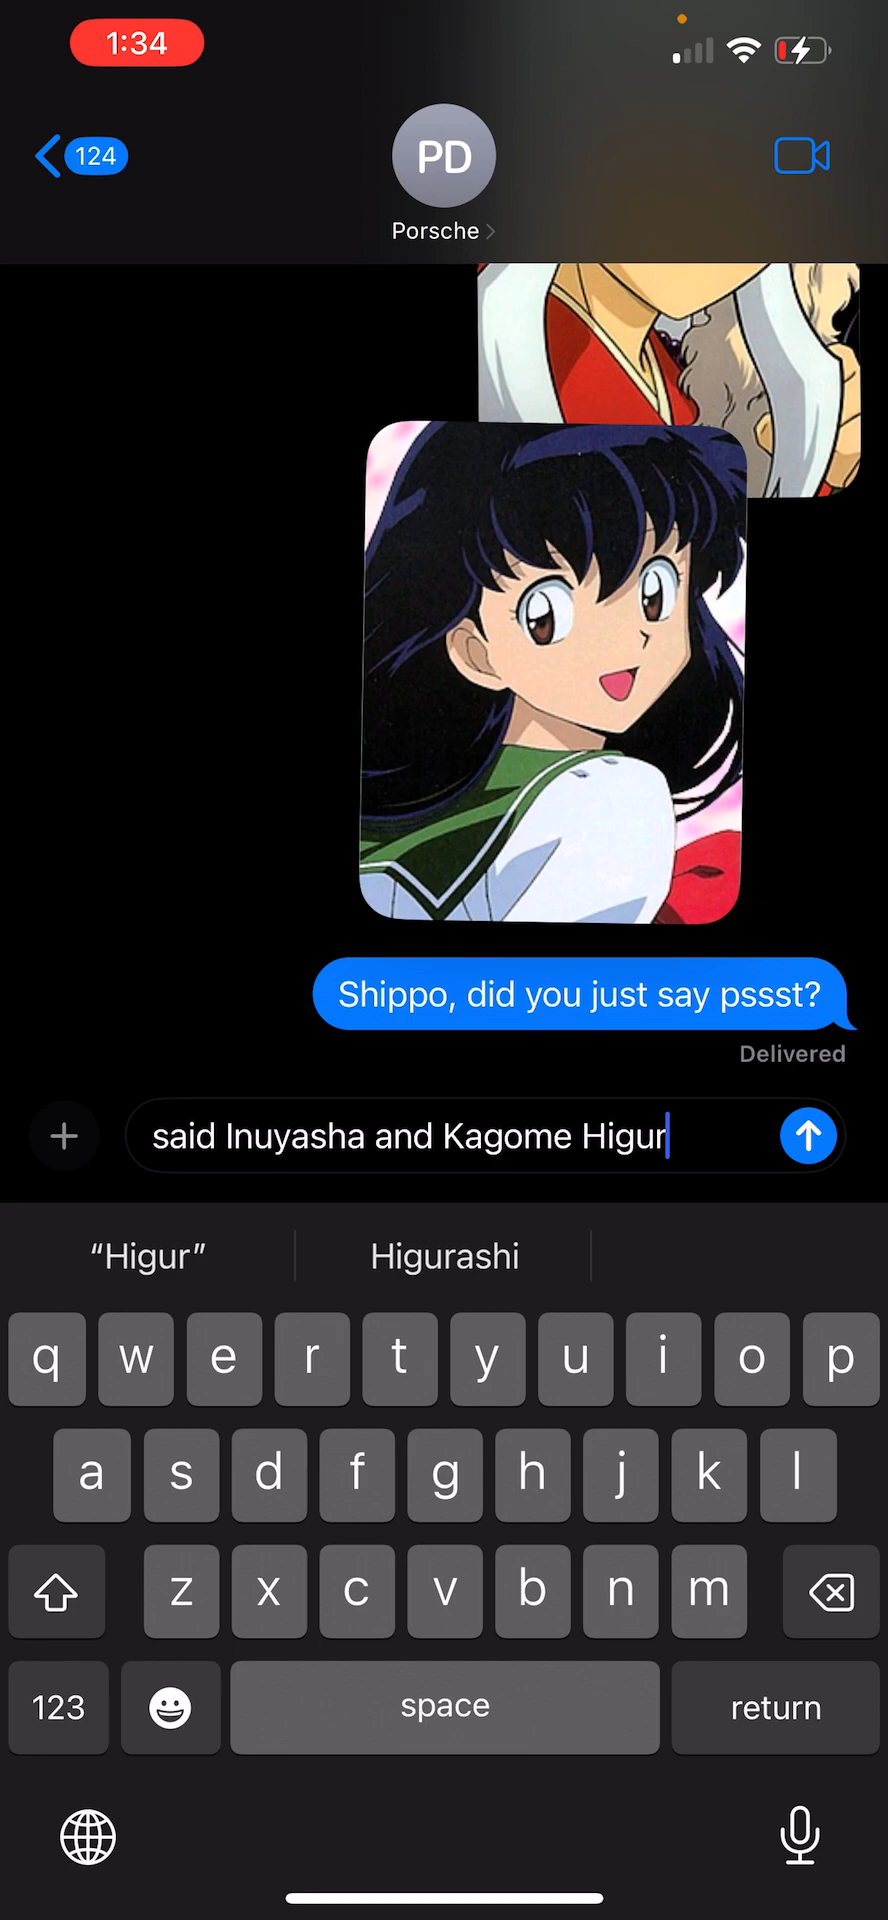 1:34
124
PD
Porsche
Shippo, did you just say pssst?
Delivered
said Inuyasha and Kagome Higur
“Higur” Higurashi
q w e r t y u i o p
a s d f g h j k l
z x c v b n m
123 space return